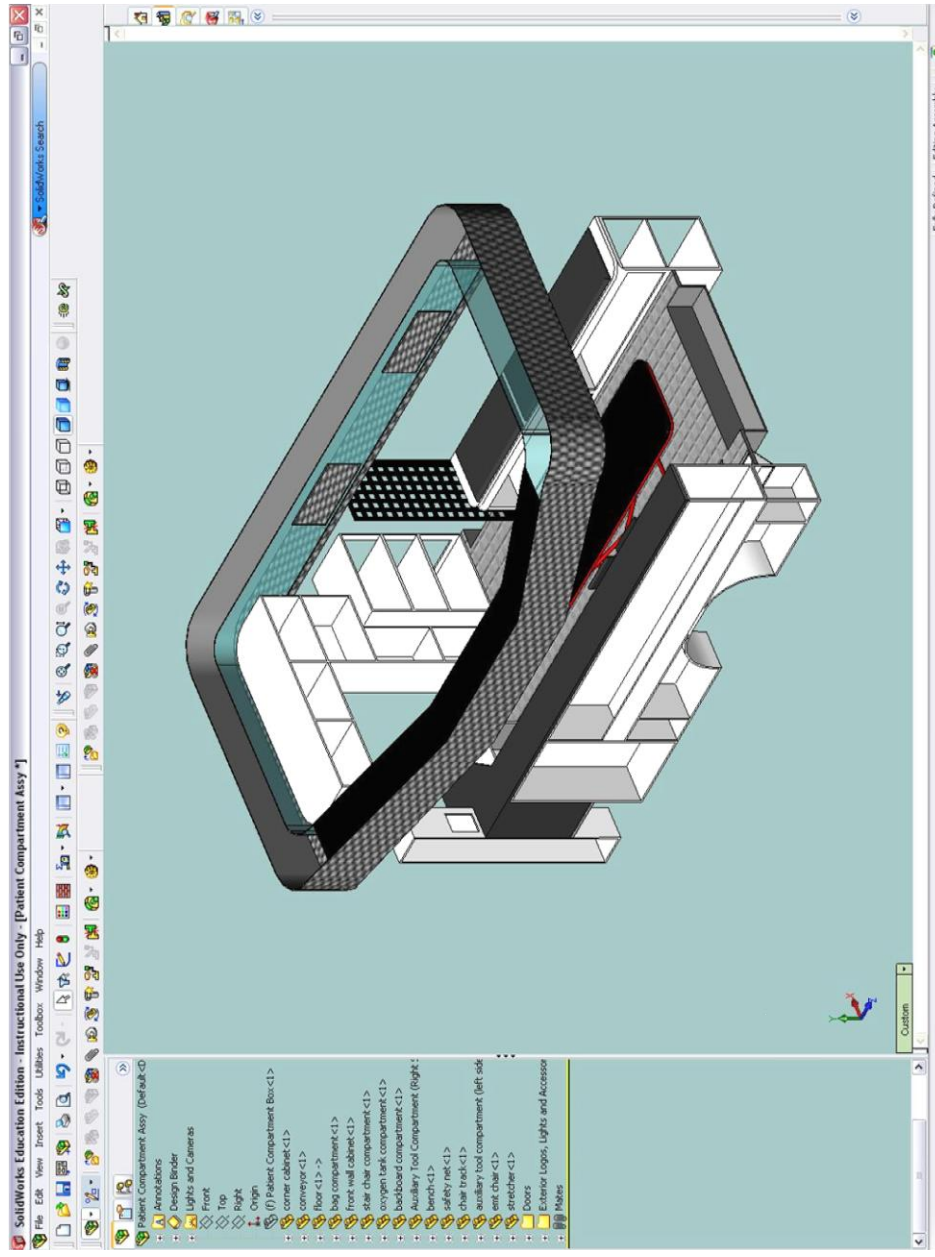 SolidWorks Education Edition - Instructional Use Only - [Patient Compartment Assy *]
File Edit View Insert Tools Utilities Toolbox Window Help
SolidWorks Search
Patient Compartment Assy (Default<D
Annotations
Design Binder
Lights and Cameras
Front
Top
Right
Origin
(f) Patient Compartment Box<1>
corner cabinet<1>
conveyor<1>
floor<1> ->
bag compartment<1>
front wall cabinet<1>
stair chair compartment<1>
oxygen tank compartment<1>
backboard compartment<1>
Auxiliary Tool Compartment (Right S
bench<1>
safety net<1>
chair track<1>
auxiliary tool compartment (left side
emt chair<1>
stretcher<1>
Doors
Exterior Logos, Lights and Accessor
Mates
Y
X
Z
Custom